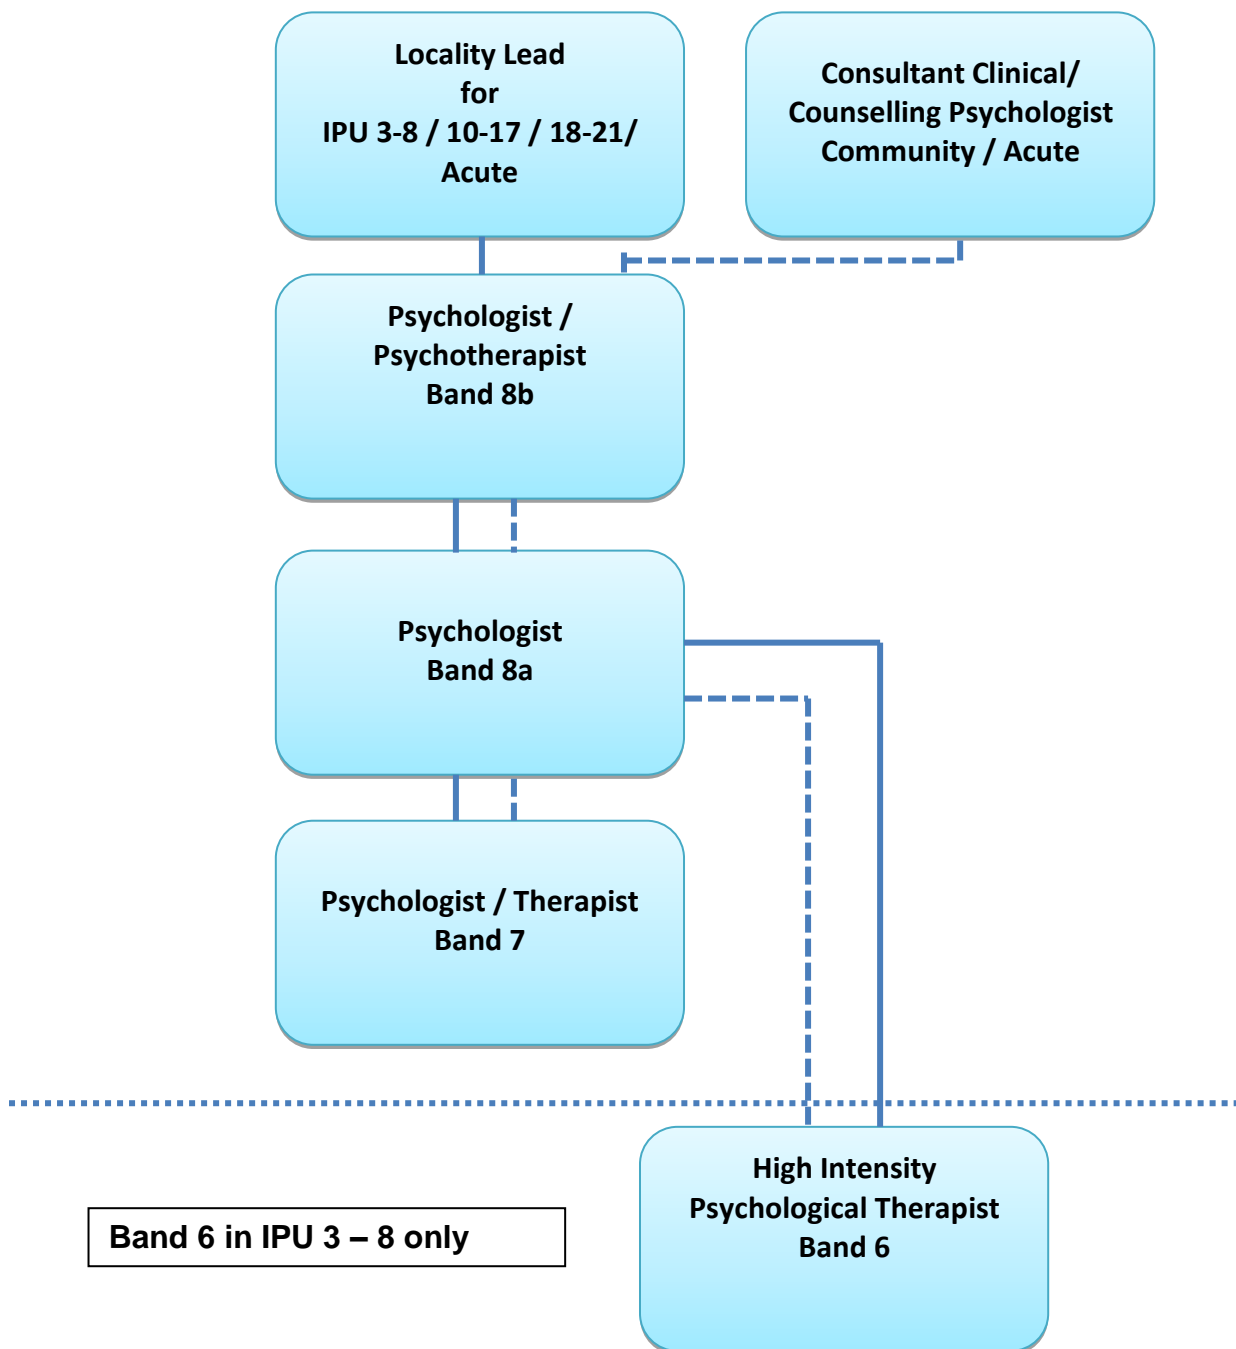 Locality Lead
for
IPU 3-8 / 10-17 / 18-21/
Acute
Consultant Clinical/
Counselling Psychologist
Community / Acute
Psychologist /
Psychotherapist
Band 8b
Psychologist
Band 8a
Psychologist / Therapist
Band 7
High Intensity
Psychological Therapist
Band 6
Band 6 in IPU 3 – 8 only